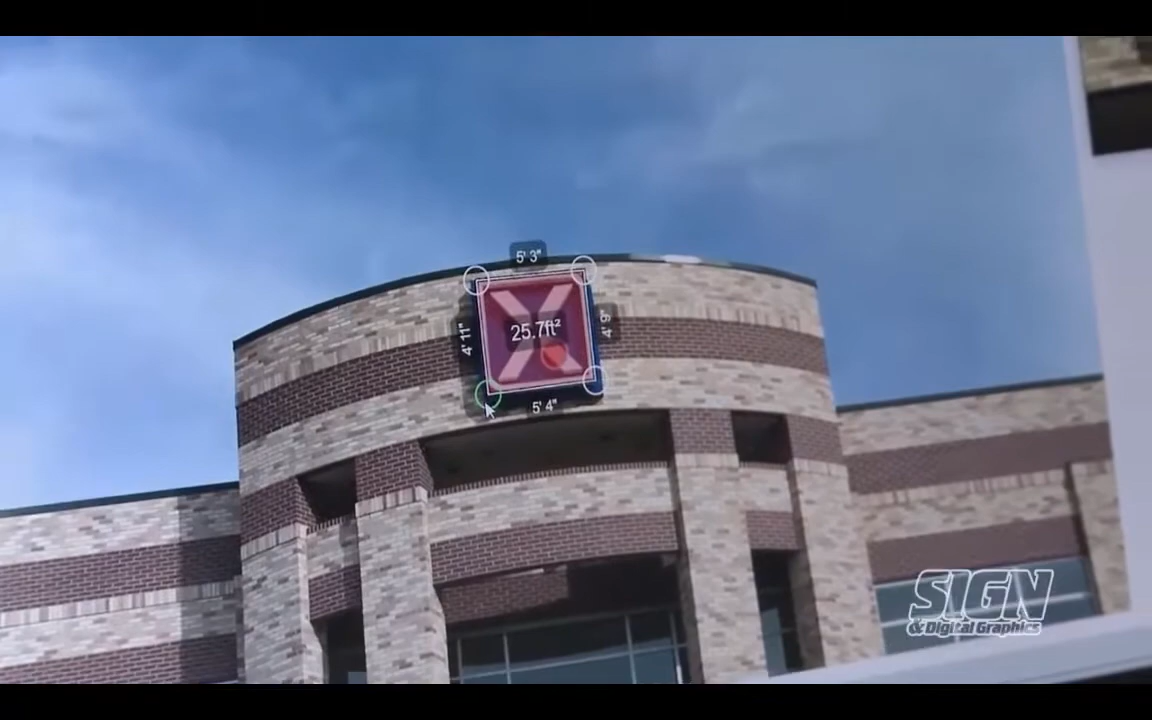 5' 3"
4' 11"
25.7ft²
4' 9"
5' 4"
SIGN
& Digital Graphics